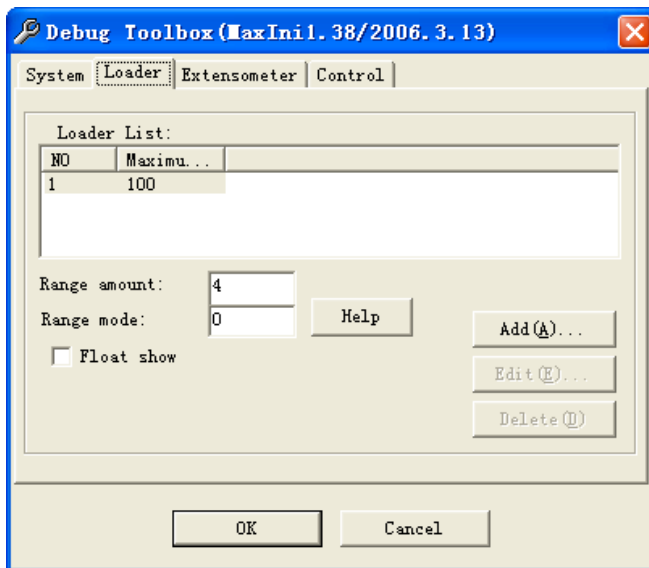 Debug Toolbox(MaxIni1.38/2006.3.13)
System Loader Extensometer Control
Loader List:
NO Maximu...
1 100
Range amount: 4
Range mode: 0 Help
Float show
Add(A)...
Edit(E)...
Delete(D)
OK Cancel